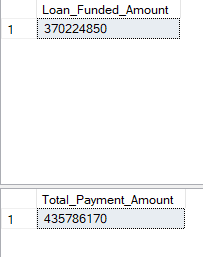 Loan_Funded_Amount
1 370224850
Total_Payment_Amount
1 435786170